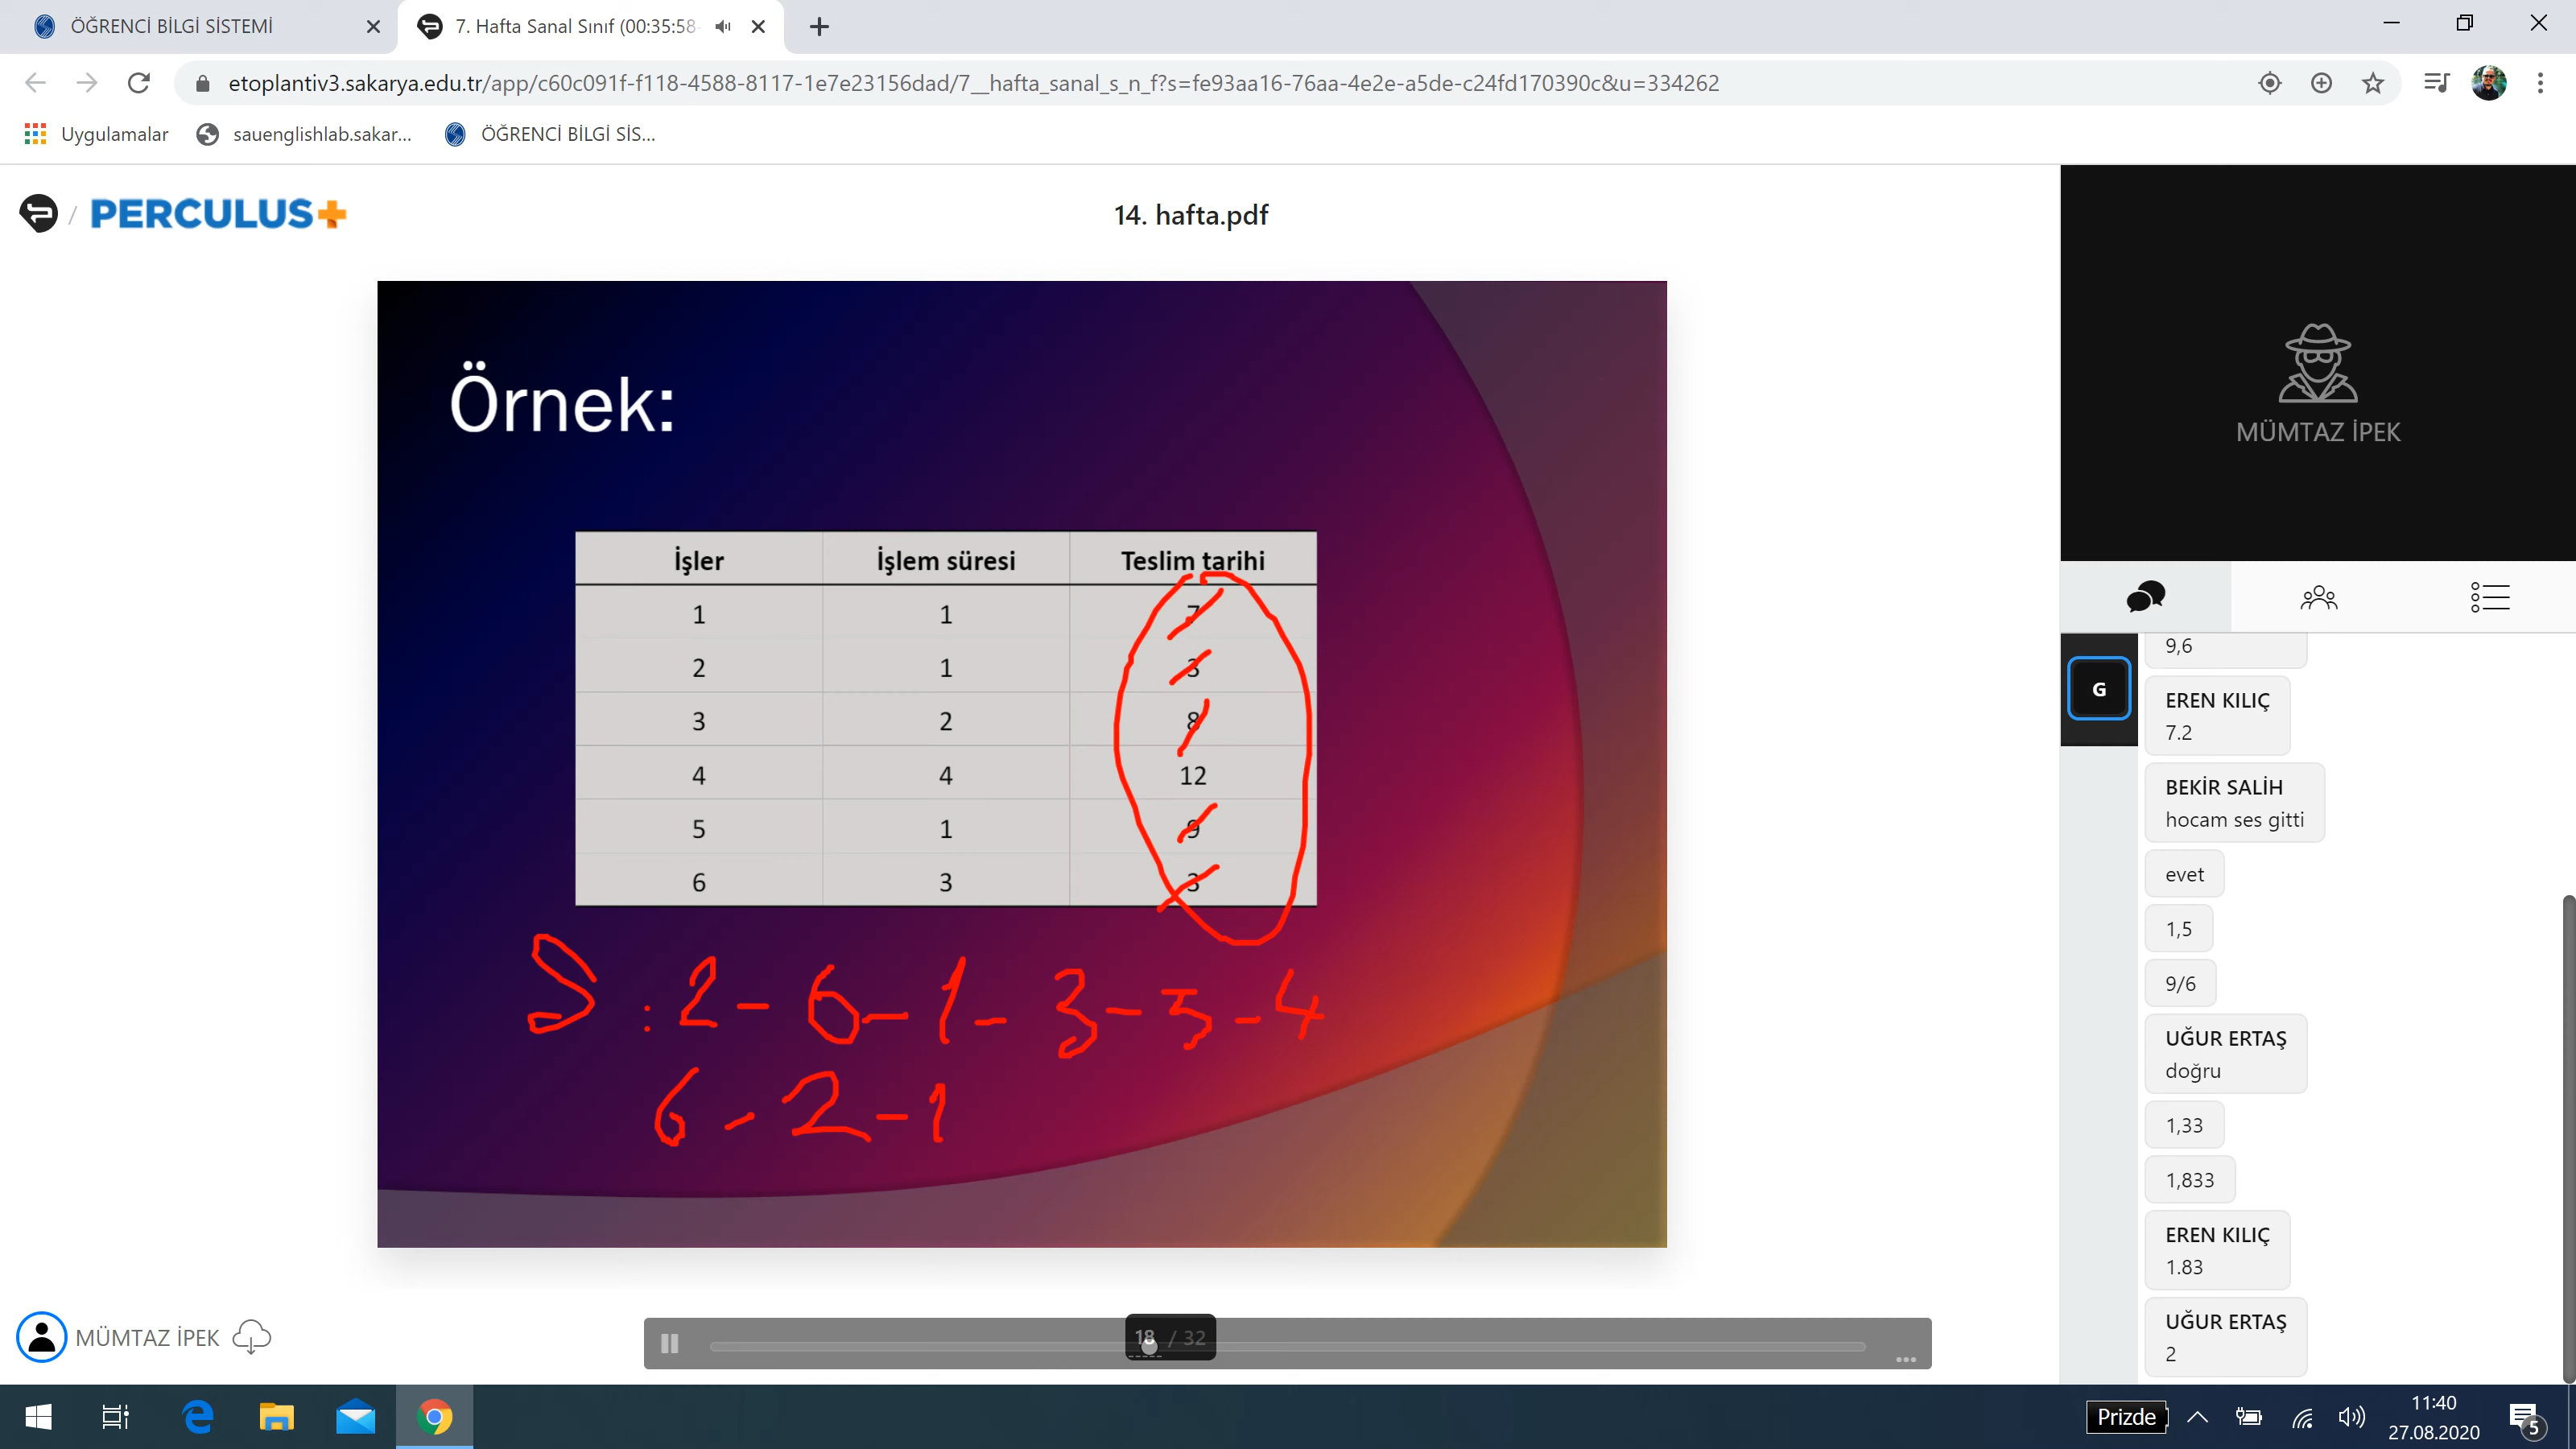 ÖĞRENCİ BİLGİ SİSTEMİ
7. Hafta Sanal Sınıf (00:35:58-
etoplantiv3.sakarya.edu.tr/app/c60c091f-f118-4588-8117-1e7e23156dad/7__hafta_sanal_s_n_f?s=fe93aa16-76aa-4e2e-a5de-c24fd170390c&u=334262
Uygulamalar
sauenglishlab.sakar...
ÖĞRENCİ BİLGİ SİS...
/ PERCULUS+
14. hafta.pdf
Örnek:
İşler İşlem süresi Teslim tarihi
1 1 7
2 1 3
3 2 8
4 4 12
5 1 9
6 3 3
: 2 - 6 - 1 - 3 - 5 - 4
6 - 2 - 1
MÜMTAZ İPEK
G
9,6
EREN KILIÇ
7.2
BEKİR SALİH
hocam ses gitti
evet
1,5
9/6
UĞUR ERTAŞ
doğru
1,33
1,833
EREN KILIÇ
1.83
UĞUR ERTAŞ
2
MÜMTAZ İPEK
18 / 32
Prizde
11:40
27.08.2020
5